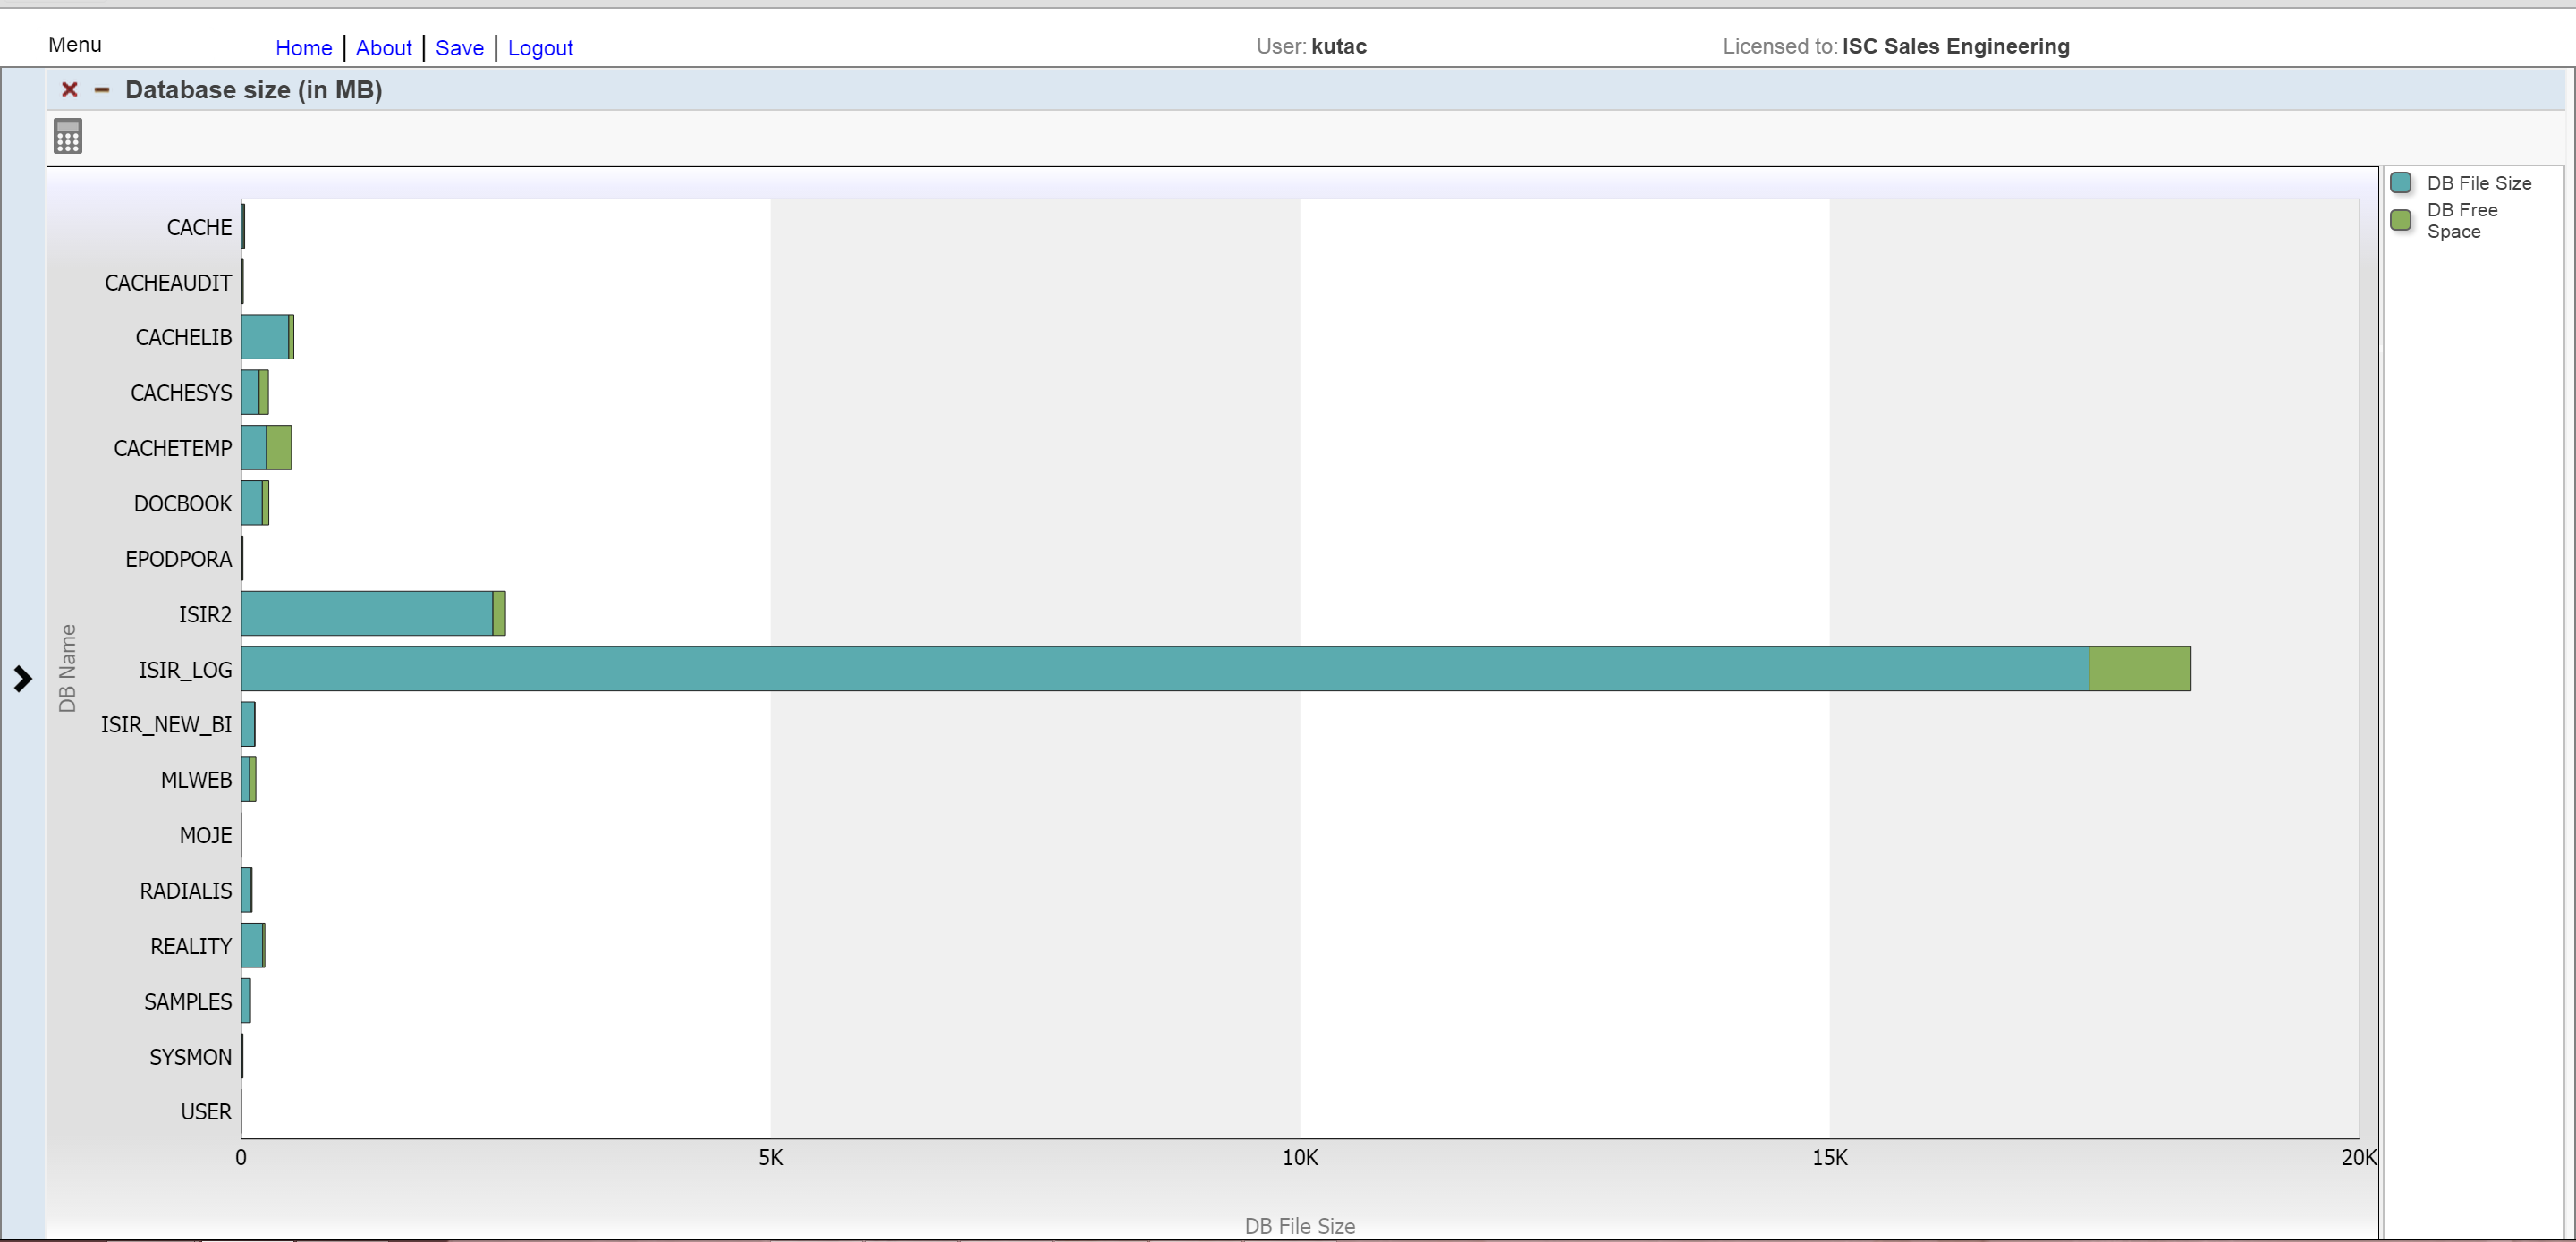 Menu
Home | About | Save | Logout
User: kutac
Licensed to: ISC Sales Engineering
Database size (in MB)
DB File Size
DB Free
Space
DB Name
CACHE
CACHEAUDIT
CACHELIB
CACHESYS
CACHETEMP
DOCBOOK
EPODPORA
ISIR2
ISIR_LOG
ISIR_NEW_BI
MLWEB
MOJE
RADIALIS
REALITY
SAMPLES
SYSMON
USER
0 5K 10K 15K 20K
DB File Size